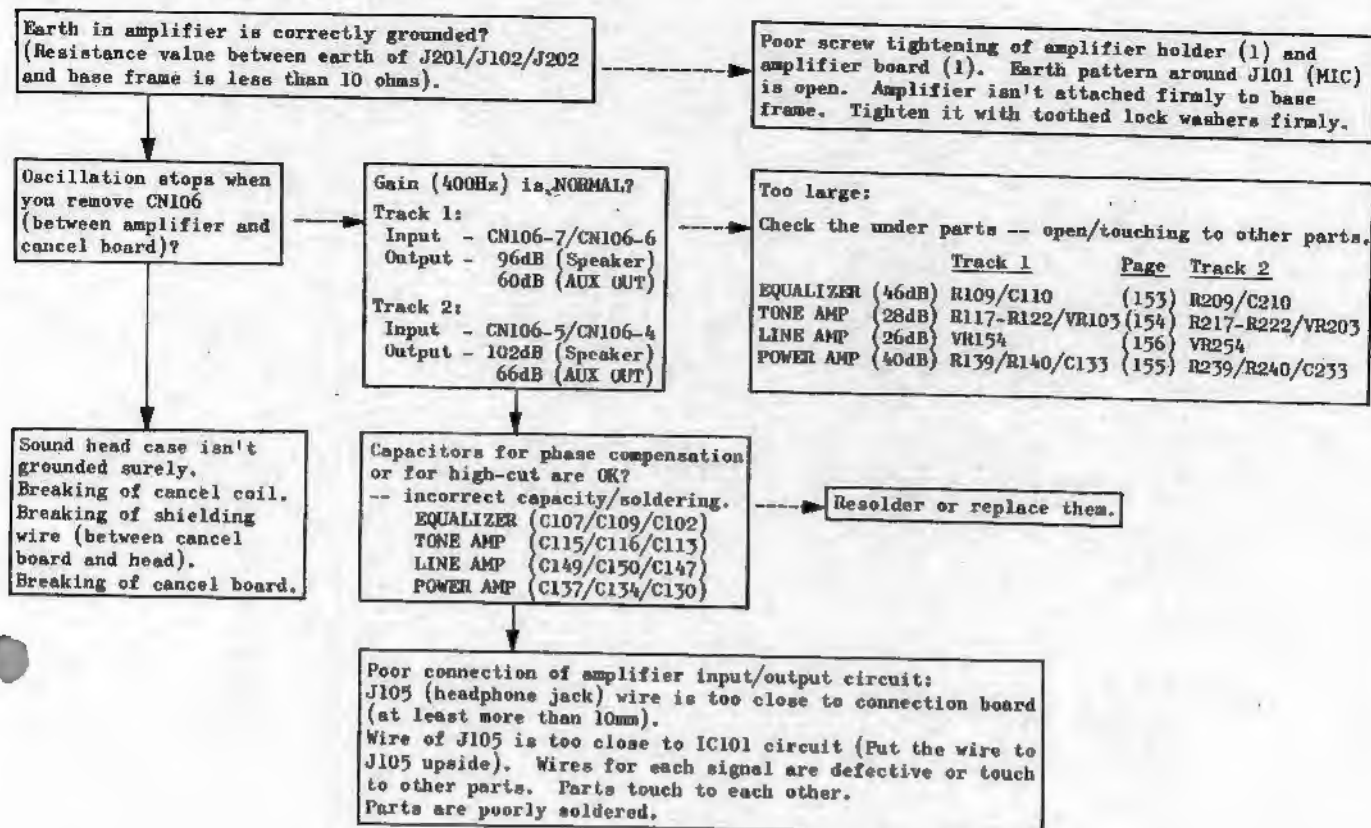 Earth in amplifier is correctly grounded?
(Resistance value between earth of J201/J102/J202
and base frame is less than 10 ohms).
Poor screw tightening of amplifier holder (1) and
amplifier board (1). Earth pattern around J101 (MIC)
is open. Amplifier isn't attached firmly to base
frame. Tighten it with toothed lock washers firmly.
Oscillation stops when
you remove CN106
(between amplifier and
cancel board)?
Gain (400Hz) is NORMAL?
Track 1:
Input - CN106-7/CN106-6
Output - 96dB (Speaker)
60dB (AUX OUT)
Track 2:
Input - CN106-5/CN106-4
Output - 102dB (Speaker)
66dB (AUX OUT)
Too large:
Check the under parts -- open/touching to other parts.
Track 1 Page Track 2
EQUALIZER (46dB) R109/C110 (153) R209/C210
TONE AMP (28dB) R117-R122/VR103 (154) R217-R222/VR203
LINE AMP (26dB) VR154 (156) VR254
POWER AMP (40dB) R139/R140/C133 (155) R239/R240/C233
Sound head case isn't
grounded surely.
Breaking of cancel coil.
Breaking of shielding
wire (between cancel
board and head).
Breaking of cancel board.
Capacitors for phase compensation
or for high-cut are OK?
-- incorrect capacity/soldering.
EQUALIZER (C107/C109/C102)
TONE AMP (C115/C116/C113)
LINE AMP (C149/C150/C147)
POWER AMP (C137/C134/C130)
Resolder or replace them.
Poor connection of amplifier input/output circuit:
J105 (headphone jack) wire is too close to connection board
(at least more than 10mm).
Wire of J105 is too close to IC101 circuit (Put the wire to
J105 upside). Wires for each signal are defective or touch
to other parts. Parts touch to each other.
Parts are poorly soldered.